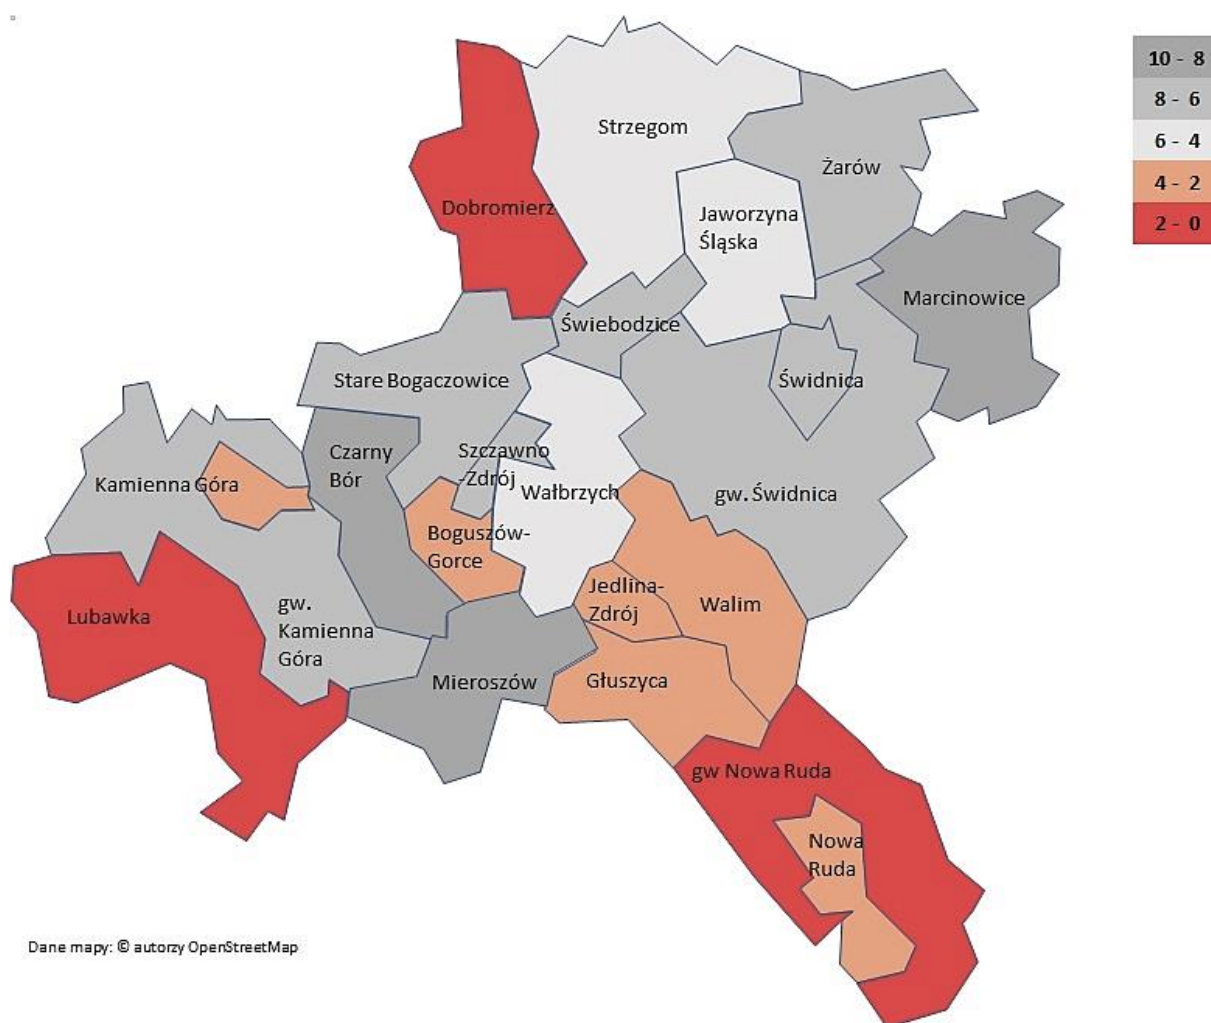 10 - 8
8 - 6
6 - 4
4 - 2
2 - 0
Strzegom
Żarów
Dobromierz
Jaworzyna
Śląska
Marcinowice
Świebodzice
Stare Bogaczowice
Świdnica
Czarny
Bór
Szczawno
-Zdrój
Kamienna Góra
Wałbrzych
gw. Świdnica
Boguszów-
Gorce
Jedlina-
Zdrój
Walim
Lubawka
gw.
Kamienna
Góra
Mieroszów
Głuszyca
gw Nowa Ruda
Nowa
Ruda
Dane mapy: © autorzy OpenStreetMap